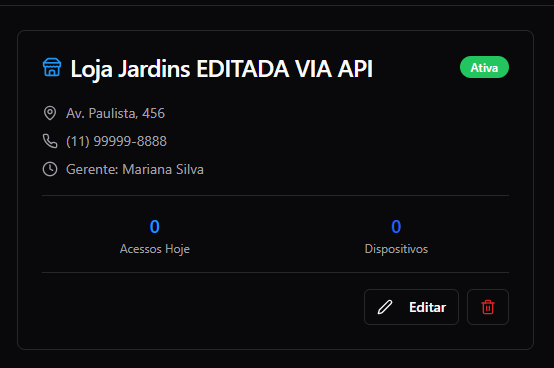 Loja Jardins EDITADA VIA API
Ativa
Av. Paulista, 456
(11) 99999-8888
Gerente: Mariana Silva
0
Acessos Hoje
0
Dispositivos
Editar